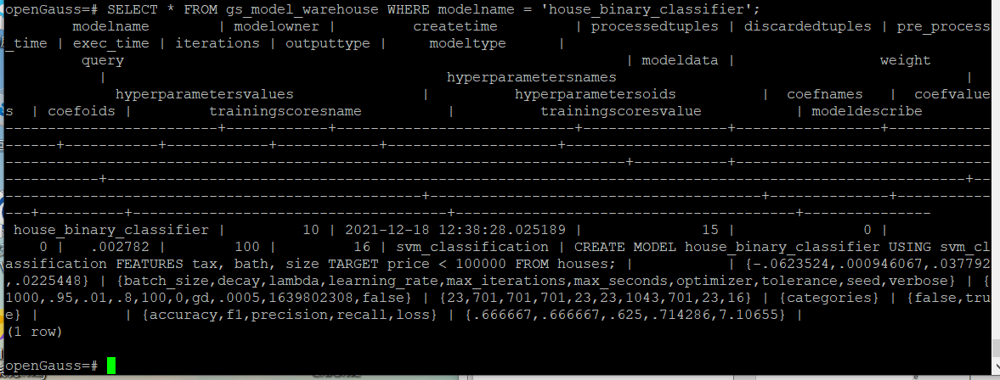 openGauss=# SELECT * FROM gs_model_warehouse WHERE modelname = 'house_binary_classifier';
modelname | modelowner | createtime | processedtuples | discardedtuples | pre_process
_time | exec_time | iterations | outputtype | modeltype |
query | modeldata | weight
| hyperparametersnames |
hyperparametersvalues | hyperparametersoids | coefnames | coefvalue
s | coefoids | trainingscoresname | trainingscoresvalue | modeldescribe
---------------------------+------------+----------------------------+-----------------+-----------------+------------
------+-----------+------------+------------+--------------------+-----------------------------------------------------
-------------------------------------------------------------------------+-----------+------------------------------
-----------+---------------------------------------------------------------------------------------------------+--
-------------------------------------------------+---------------------------------------+--------------+-----------
---+----------+-------------------------------------+----------------------------------------+---------------
house_binary_classifier | 10 | 2021-12-18 12:38:28.025189 | 15 | 0 |
0 | .002782 | 100 | 16 | svm_classification | CREATE MODEL house_binary_classifier USING svm_cl
assification FEATURES tax, bath, size TARGET price < 100000 FROM houses; | | {-.0623524,.000946067,.037792
,.0225448} | {batch_size,decay,lambda,learning_rate,max_iterations,max_seconds,optimizer,tolerance,seed,verbose} | {
1000,.95,.01,.8,100,0,gd,.0005,1639802308,false} | {23,701,701,701,23,23,1043,701,23,16} | {categories} | {false,tru
e} | | {accuracy,f1,precision,recall,loss} | {.666667,.666667,.625,.714286,7.10655} |
(1 row)
openGauss=#